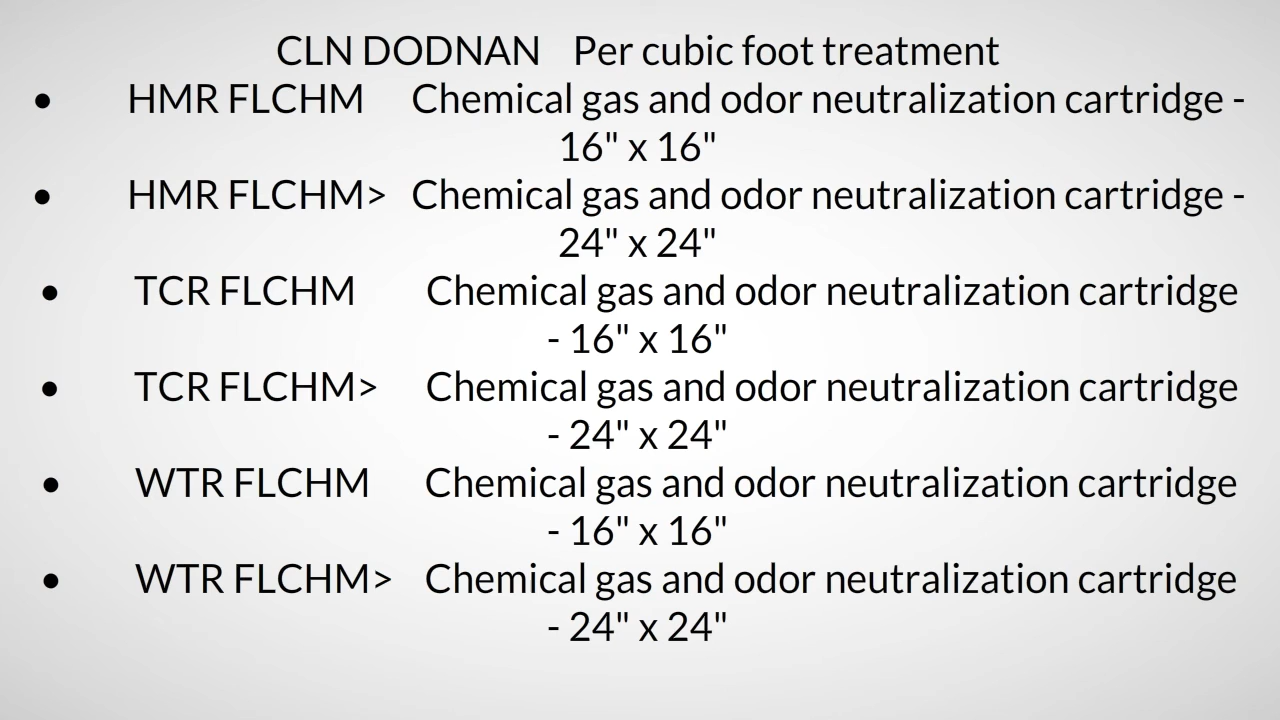 CLN DODNAN Per cubic foot treatment
• HMR FLCHM Chemical gas and odor neutralization cartridge -
16" x 16"
• HMR FLCHM> Chemical gas and odor neutralization cartridge -
24" x 24"
• TCR FLCHM Chemical gas and odor neutralization cartridge
- 16" x 16"
• TCR FLCHM> Chemical gas and odor neutralization cartridge
- 24" x 24"
• WTR FLCHM Chemical gas and odor neutralization cartridge
- 16" x 16"
• WTR FLCHM> Chemical gas and odor neutralization cartridge
- 24" x 24"